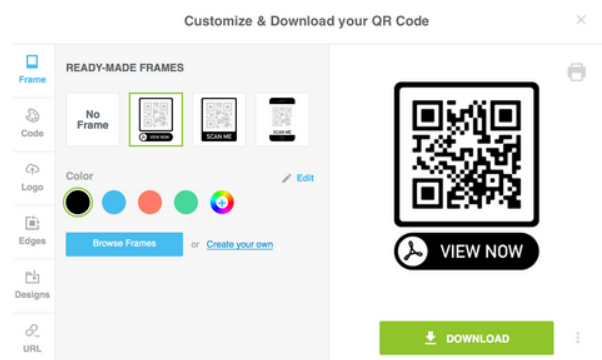 Customize & Download your QR Code
Frame
Code
Logo
Edges
Designs
URL
READY-MADE FRAMES
No
Frame
VIEW NOW
SCAN ME
SCAN ME
Color
Edit
Browse Frames or Create your own
VIEW NOW
DOWNLOAD